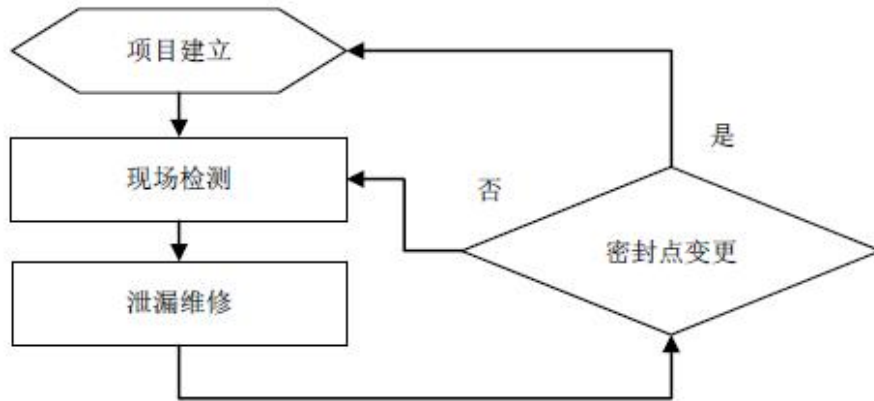 项目建立
是
现场检测
否
密封点变更
泄漏维修